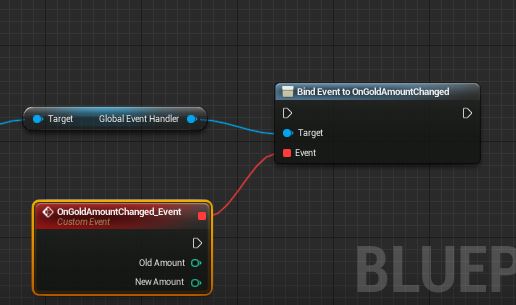 Bind Event to OnGoldAmountChanged
Target Global Event Handler
Target
Event
OnGoldAmountChanged_Event
Custom Event
Old Amount
New Amount
BLUEP